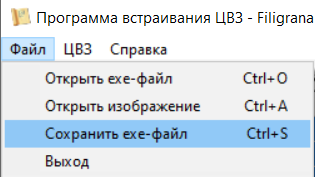 Программа встраивания ЦВЗ - Filigrana
Файл ЦВЗ Справка
Открыть exe-файл Ctrl+O
Открыть изображение Ctrl+A
Сохранить exe-файл Ctrl+S
Выход